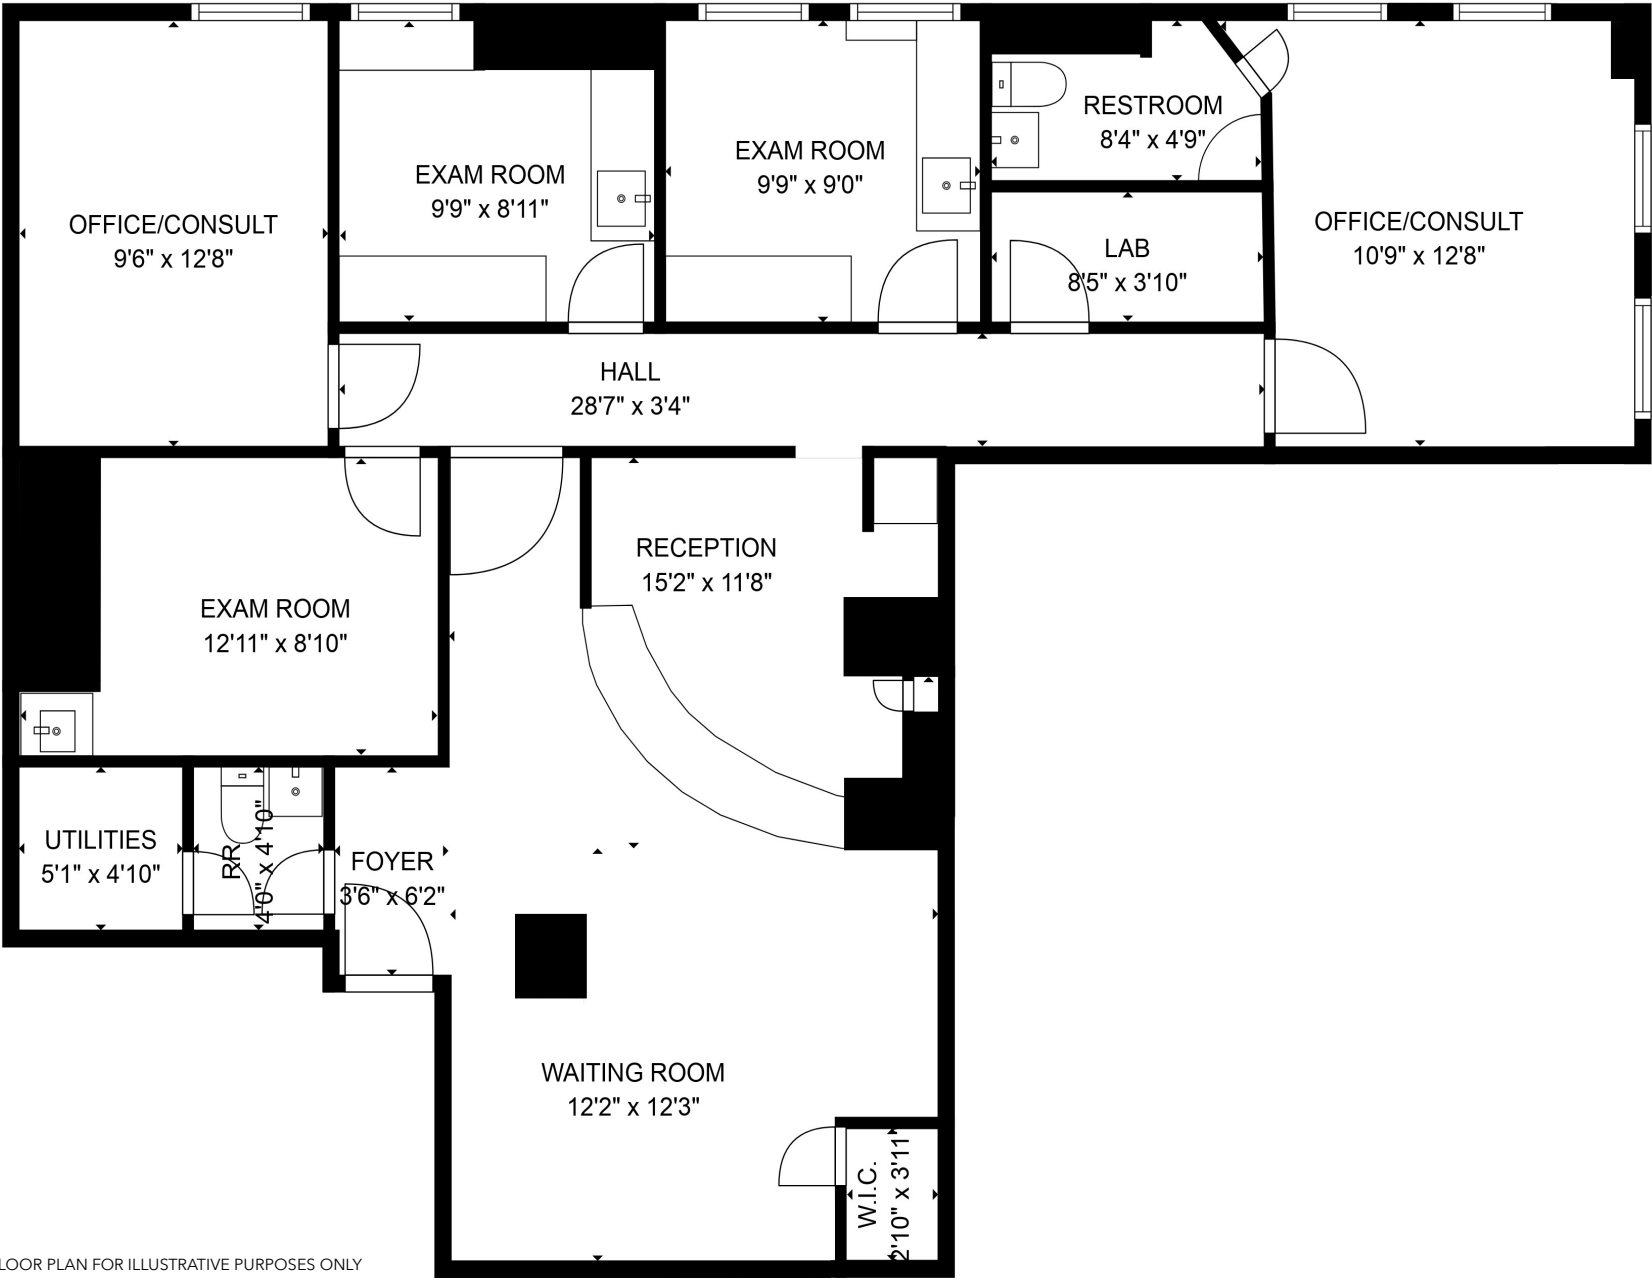 OFFICE/CONSULT
9'6" x 12'8"
EXAM ROOM
9'9" x 8'11"
EXAM ROOM
9'9" x 9'0"
RESTROOM
8'4" x 4'9"
LAB
8'5" x 3'10"
OFFICE/CONSULT
10'9" x 12'8"
HALL
28'7" x 3'4"
EXAM ROOM
12'11" x 8'10"
RECEPTION
15'2" x 11'8"
UTILITIES
5'1" x 4'10"
RR
4'0" x 4'10"
FOYER
3'6" x 6'2"
WAITING ROOM
12'2" x 12'3"
W.I.C.
2'10" x 3'11"
LOOR PLAN FOR ILLUSTRATIVE PURPOSES ONLY